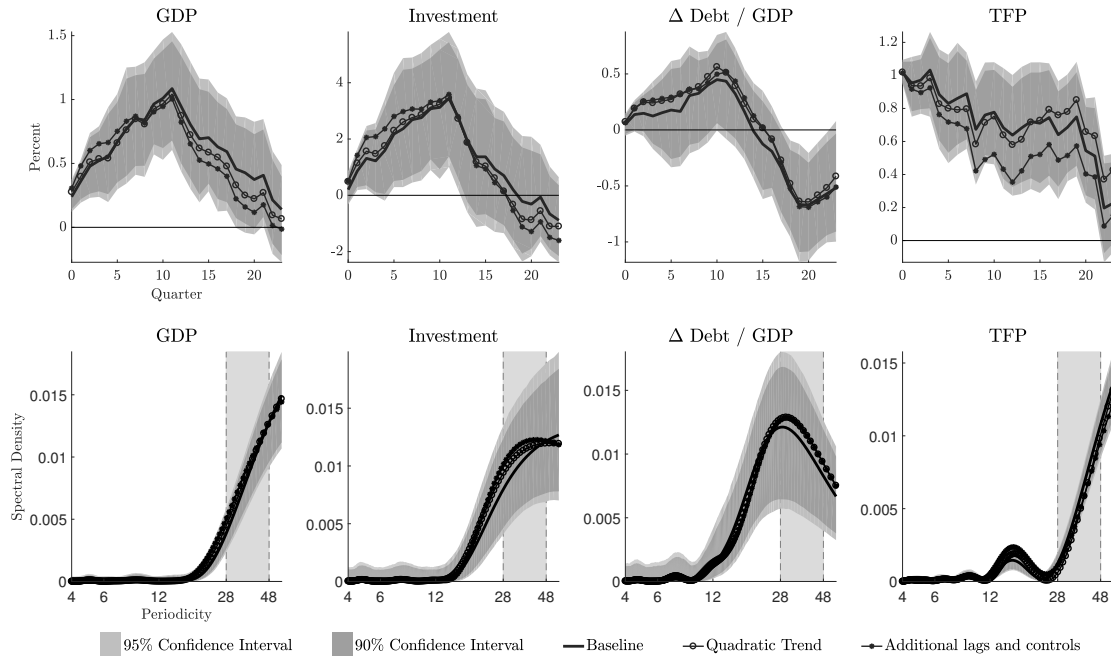 GDP Investment Δ Debt / GDP TFP
Percent
1.5
1
0.5
0
0 5 10 15 20
Quarter
4
2
0
-2
0 5 10 15 20
0.5
0
-0.5
-1
0 5 10 15 20
1.2
1
0.8
0.6
0.4
0.2
0
0 5 10 15 20
GDP Investment Δ Debt / GDP TFP
Spectral Density
0.015
0.01
0.005
0
4 6 12 28 48
Periodicity
0.015
0.01
0.005
0
4 6 12 28 48
0.015
0.01
0.005
0
4 6 12 28 48
0.015
0.01
0.005
0
4 6 12 28 48
95% Confidence Interval 90% Confidence Interval Baseline Quadratic Trend Additional lags and controls